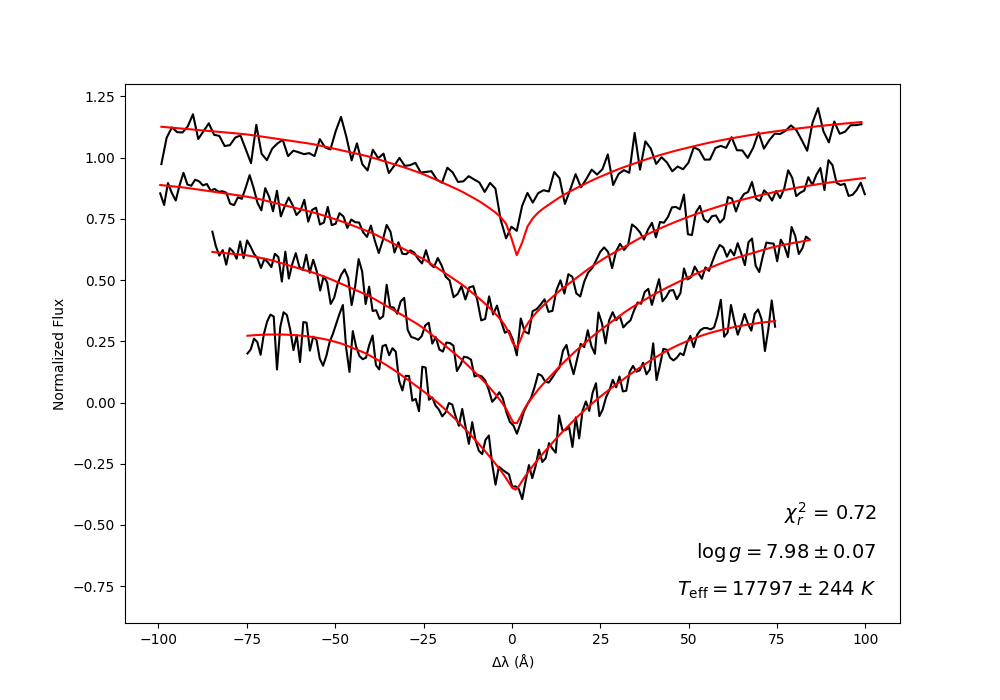 1.25
1.00
0.75
0.50
0.25
0.00
−0.25
−0.50
−0.75
Normalized Flux
χ²ᵣ = 0.72
log g = 7.98 ± 0.07
T_eff = 17797 ± 244 K
−100 −75 −50 −25 0 25 50 75 100
Δλ (Å)